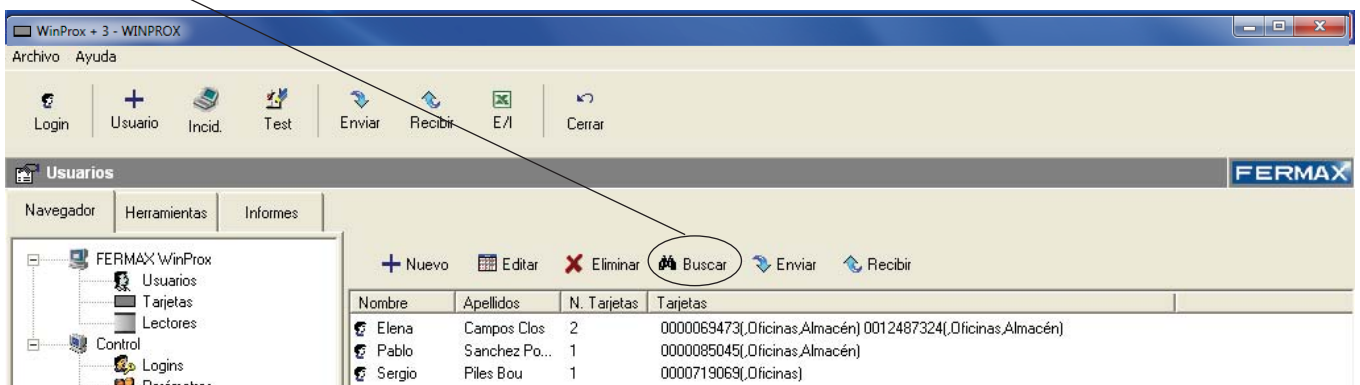 WinProx + 3 - WINPROX
Archivo Ayuda
Login Usuario Incid. Test Enviar Recibir E/I Cerrar
Usuarios FERMAX
Navegador Herramientas Informes
FERMAX WinProx
Usuarios
Tarjetas
Lectores
Control
Logins
Parámetros
Nuevo Editar Eliminar Buscar Enviar Recibir
Nombre Apellidos N. Tarjetas Tarjetas
Elena Campos Clos 2 0000069473(,Oficinas,Almacén) 0012487324(,Oficinas,Almacén)
Pablo Sanchez Po... 1 0000085045(,Oficinas,Almacén)
Sergio Piles Bou 1 0000719069(,Oficinas)